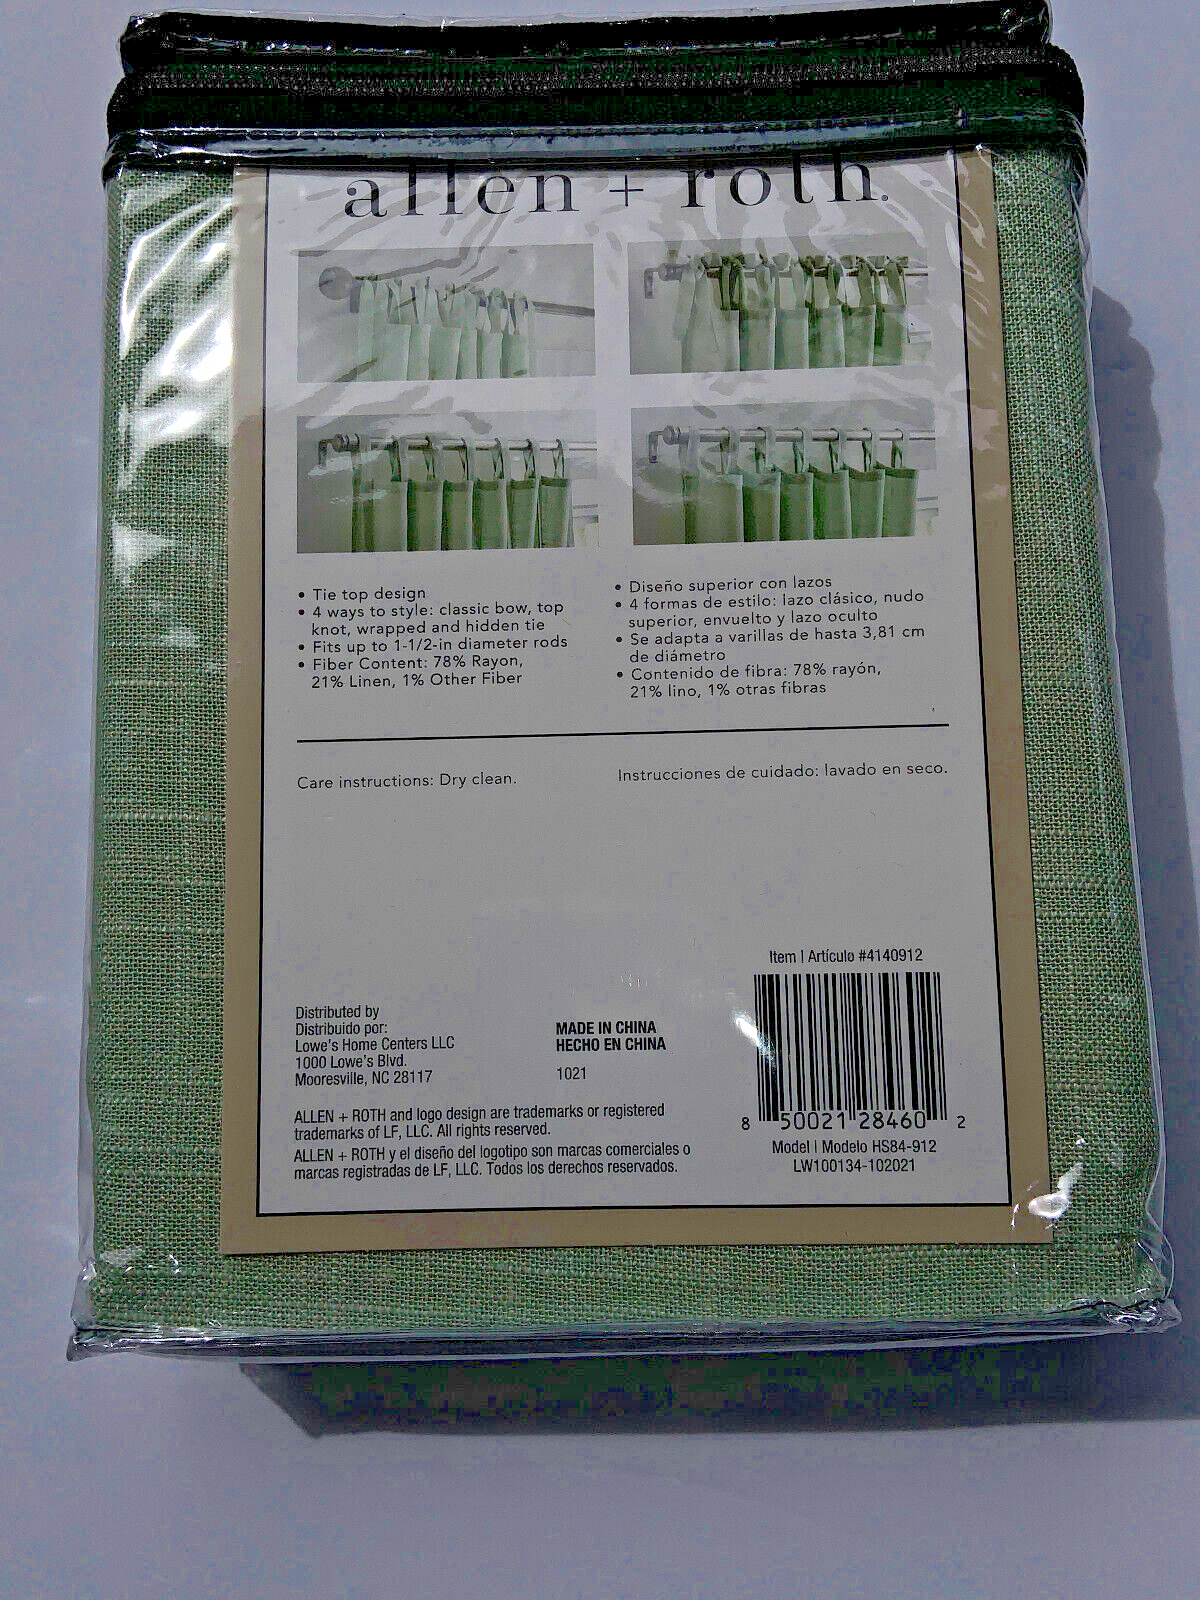 allen + roth.
• Tie top design
• 4 ways to style: classic bow, top
knot, wrapped and hidden tie
• Fits up to 1-1/2-in diameter rods
• Fiber Content: 78% Rayon,
21% Linen, 1% Other Fiber
• Diseño superior con lazos
• 4 formas de estilo: lazo clásico, nudo
superior, envuelto y lazo oculto
• Se adapta a varillas de hasta 3,81 cm
de diámetro
• Contenido de fibra: 78% rayón,
21% lino, 1% otras fibras
Care instructions: Dry clean.
Instrucciones de cuidado: lavado en seco.
Distributed by
Distribuido por:
Lowe's Home Centers LLC
1000 Lowe's Blvd.
Mooresville, NC 28117
MADE IN CHINA
HECHO EN CHINA
1021
ALLEN + ROTH and logo design are trademarks or registered
trademarks of LF, LLC. All rights reserved.
ALLEN + ROTH y el diseño del logotipo son marcas comerciales o
marcas registradas de LF, LLC. Todos los derechos reservados.
Item | Artículo #4140912
8 50021 28460 2
Model | Modelo HS84-912
LW100134-102021